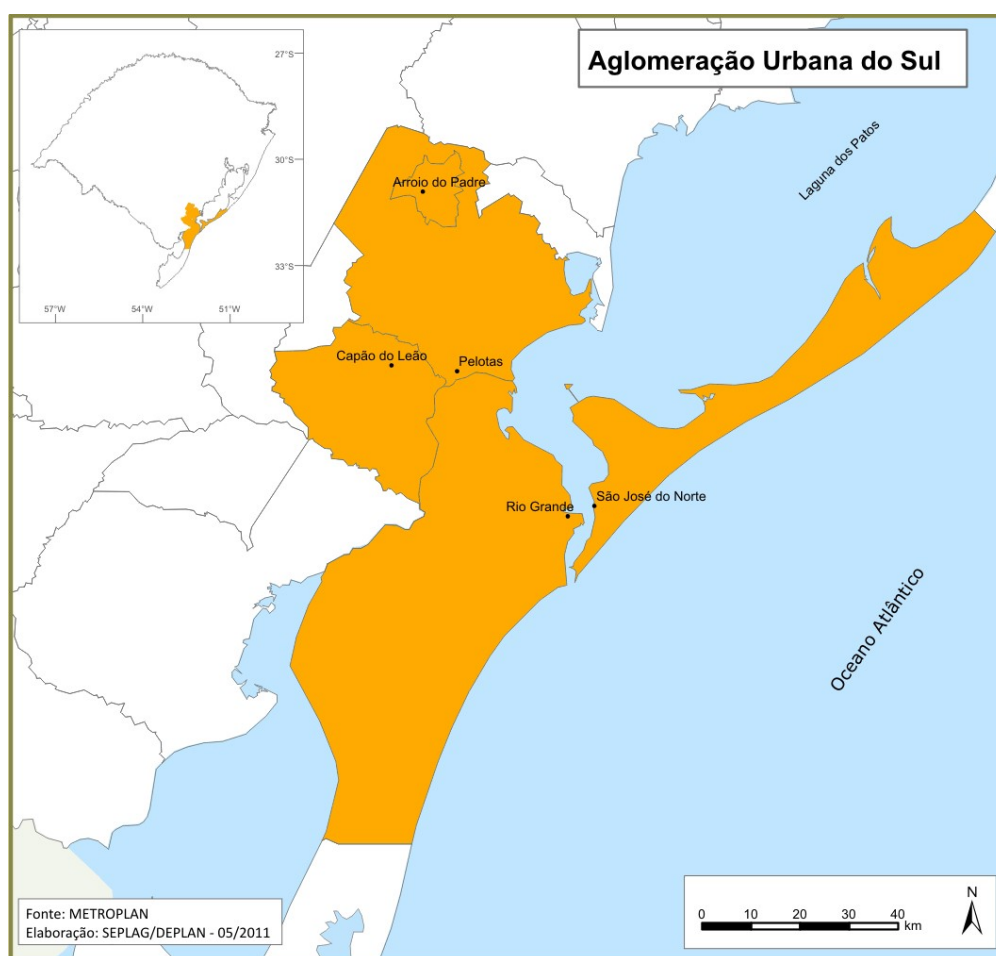 Aglomeração Urbana do Sul
27°S
30°S
33°S
57°W
54°W
51°W
Laguna dos Patos
Arroio do Padre
Capão do Leão
Pelotas
Rio Grande
São José do Norte
Oceano Atlântico
Fonte: METROPLAN
Elaboração: SEPLAG/DEPLAN - 05/2011
N
0 10 20 30 40
km